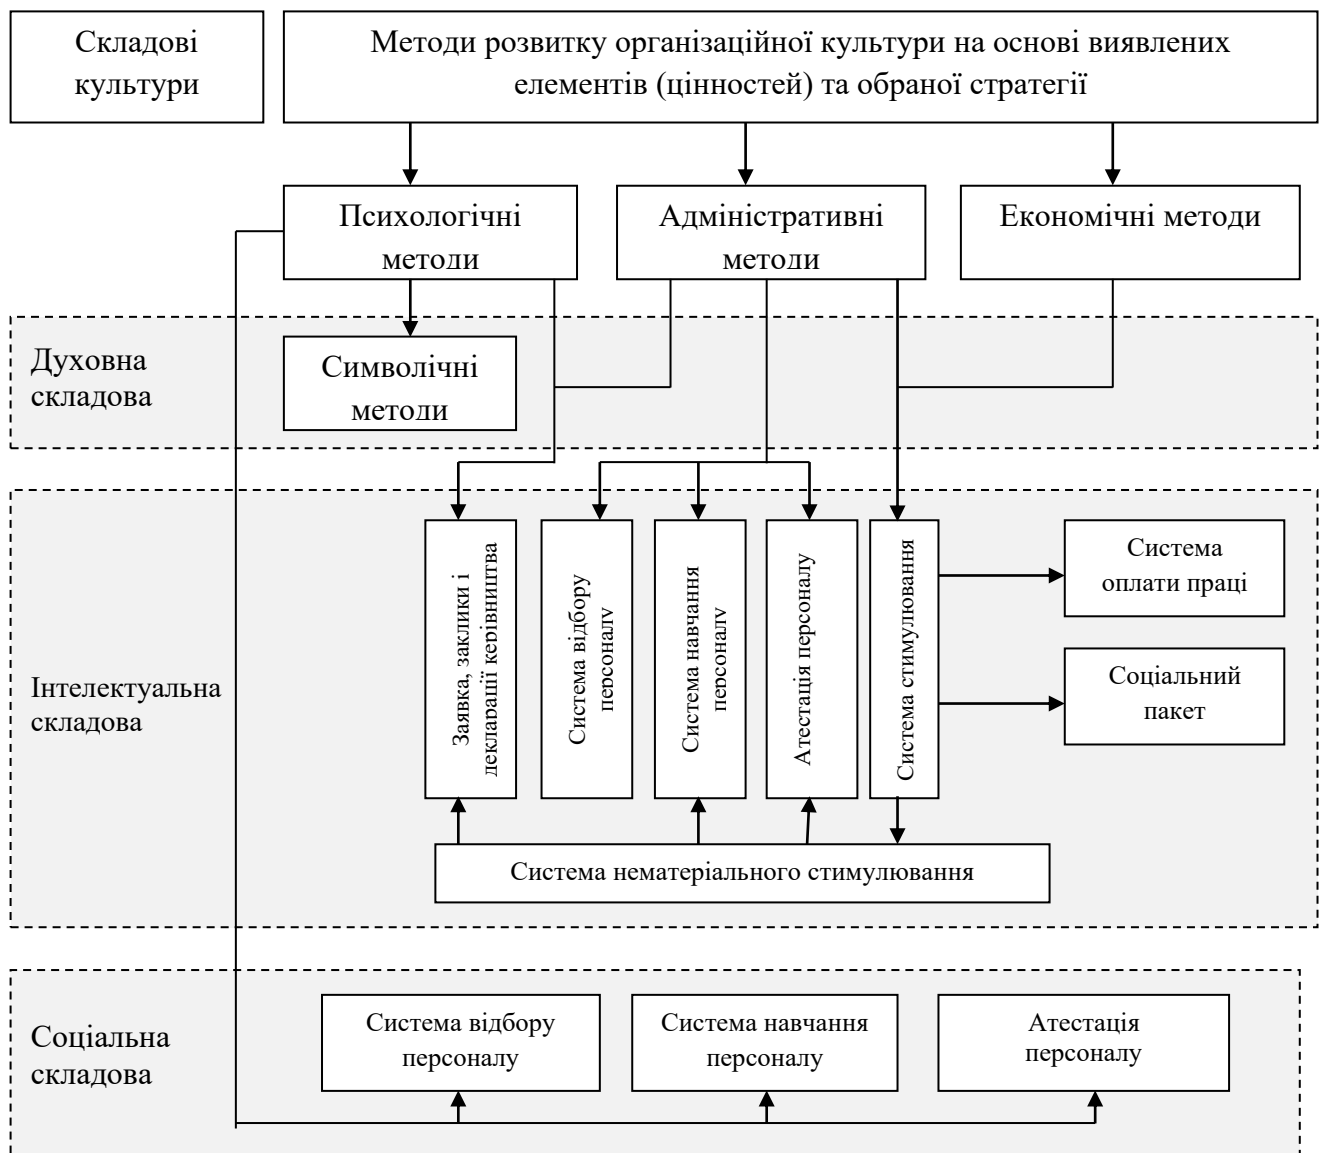 Складові
культури
Методи розвитку організаційної культури на основі виявлених
елементів (цінностей) та обраної стратегії
Психологічні
методи
Адміністративні
методи
Економічні методи
Духовна
складова
Символічні
методи
Інтелектуальна
складова
Заявка, заклики і
декларації керівництва
Система відбору
персоналу
Система навчання
персоналу
Атестація персоналу
Система стимулювання
Система
оплати праці
Соціальний
пакет
Система нематеріального стимулювання
Соціальна
складова
Система відбору
персоналу
Система навчання
персоналу
Атестація
персоналу